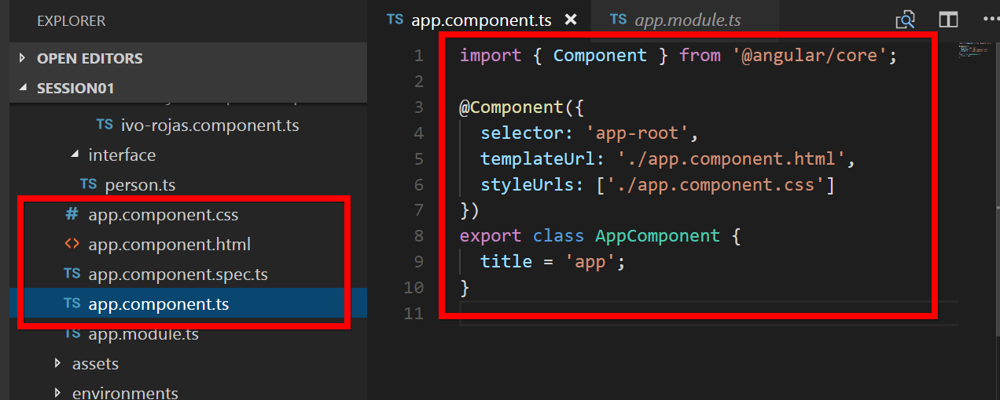 EXPLORER
OPEN EDITORS
SESSION01
TS ivo-rojas.component.ts
interface
TS person.ts
# app.component.css
<> app.component.html
TS app.component.spec.ts
TS app.component.ts
TS app.module.ts
assets
environments
TS app.component.ts
TS app.module.ts
1 import { Component } from '@angular/core';
2
3 @Component({
4   selector: 'app-root',
5   templateUrl: './app.component.html',
6   styleUrls: ['./app.component.css']
7 })
8 export class AppComponent {
9   title = 'app';
10 }
11